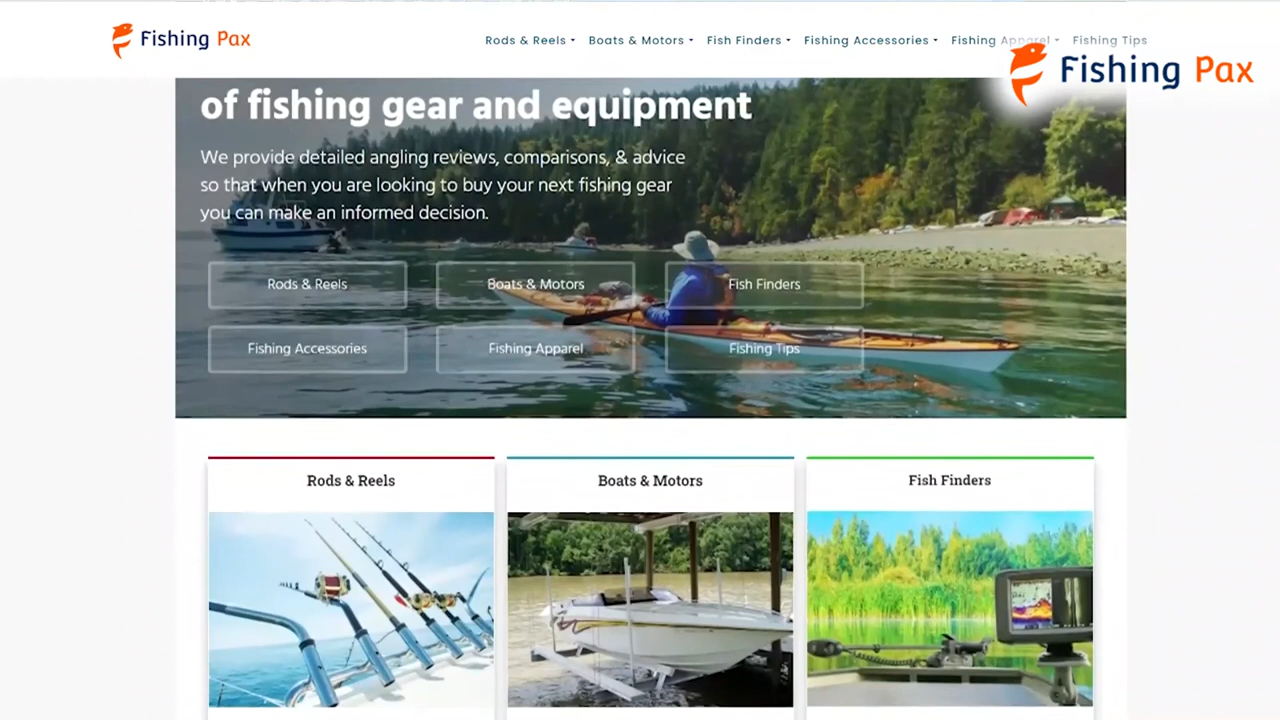 Fishing Pax
Rods & Reels
Boats & Motors
Fish Finders
Fishing Accessories
Fishing Apparel
Fishing Tips
Fishing Pax
of fishing gear and equipment
We provide detailed angling reviews, comparisons, & advice
so that when you are looking to buy your next fishing gear
you can make an informed decision.
Rods & Reels
Boats & Motors
Fish Finders
Fishing Accessories
Fishing Apparel
Fishing Tips
Rods & Reels
Boats & Motors
Fish Finders